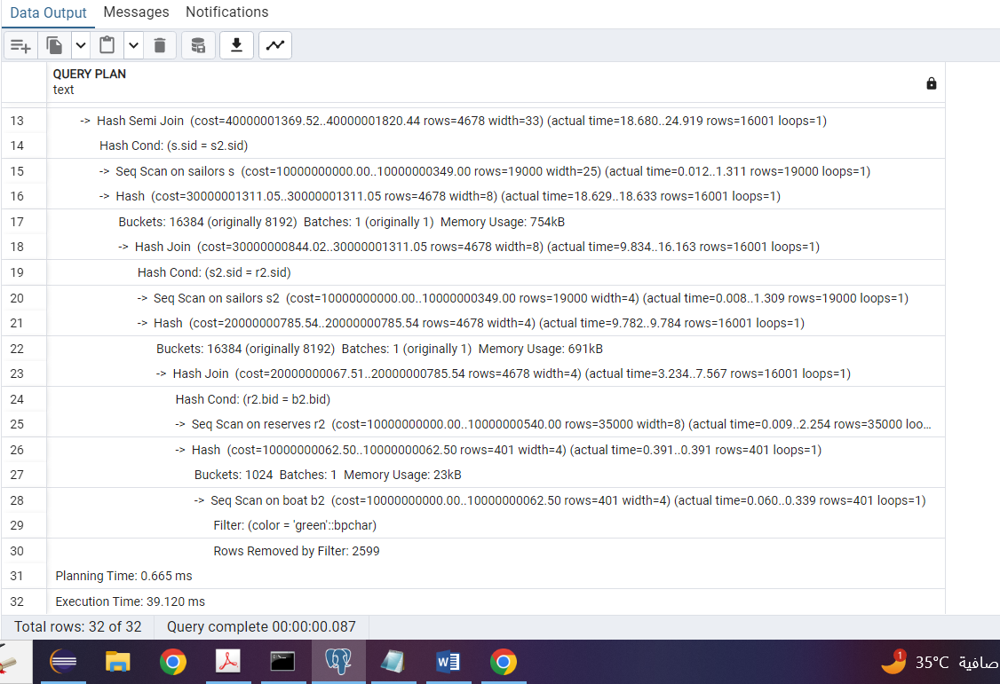 Data Output Messages Notifications
QUERY PLAN
text
13 -> Hash Semi Join (cost=40000001369.52..40000001820.44 rows=4678 width=33) (actual time=18.680..24.919 rows=16001 loops=1)
14 Hash Cond: (s.sid = s2.sid)
15 -> Seq Scan on sailors s (cost=10000000000.00..10000000349.00 rows=19000 width=25) (actual time=0.012..1.311 rows=19000 loops=1)
16 -> Hash (cost=30000001311.05..30000001311.05 rows=4678 width=8) (actual time=18.629..18.633 rows=16001 loops=1)
17 Buckets: 16384 (originally 8192) Batches: 1 (originally 1) Memory Usage: 754kB
18 -> Hash Join (cost=30000000844.02..30000001311.05 rows=4678 width=8) (actual time=9.834..16.163 rows=16001 loops=1)
19 Hash Cond: (s2.sid = r2.sid)
20 -> Seq Scan on sailors s2 (cost=10000000000.00..10000000349.00 rows=19000 width=4) (actual time=0.008..1.309 rows=19000 loops=1)
21 -> Hash (cost=20000000785.54..20000000785.54 rows=4678 width=4) (actual time=9.782..9.784 rows=16001 loops=1)
22 Buckets: 16384 (originally 8192) Batches: 1 (originally 1) Memory Usage: 691kB
23 -> Hash Join (cost=20000000067.51..20000000785.54 rows=4678 width=4) (actual time=3.234..7.567 rows=16001 loops=1)
24 Hash Cond: (r2.bid = b2.bid)
25 -> Seq Scan on reserves r2 (cost=10000000000.00..10000000540.00 rows=35000 width=8) (actual time=0.009..2.254 rows=35000 loo...
26 -> Hash (cost=10000000062.50..10000000062.50 rows=401 width=4) (actual time=0.391..0.391 rows=401 loops=1)
27 Buckets: 1024 Batches: 1 Memory Usage: 23kB
28 -> Seq Scan on boat b2 (cost=10000000000.00..10000000062.50 rows=401 width=4) (actual time=0.060..0.339 rows=401 loops=1)
29 Filter: (color = 'green'::bpchar)
30 Rows Removed by Filter: 2599
31 Planning Time: 0.665 ms
32 Execution Time: 39.120 ms
Total rows: 32 of 32 Query complete 00:00:00.087
1 35°C صافية